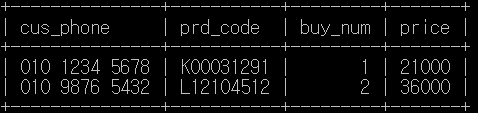 cus_phone | prd_code | buy_num | price
010 1234 5678 | K00031291 | 1 | 21000
010 9876 5432 | L12104512 | 2 | 36000